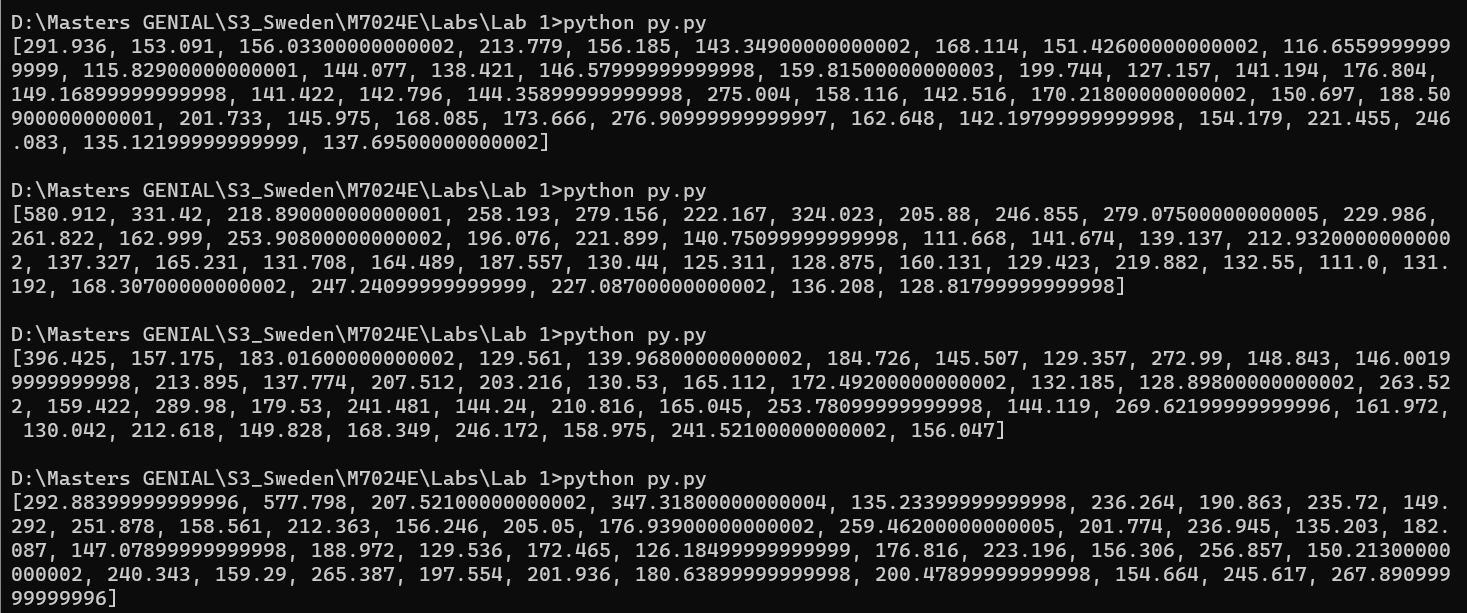 D:\Masters GENIAL\S3_Sweden\M7024E\Labs\Lab 1>python py.py
[291.936, 153.091, 156.03300000000002, 213.779, 156.185, 143.34900000000002, 168.114, 151.42600000000002, 116.6559999999
9999, 115.82900000000001, 144.077, 138.421, 146.57999999999998, 159.81500000000003, 199.744, 127.157, 141.194, 176.804,
149.16899999999998, 141.422, 142.796, 144.35899999999998, 275.004, 158.116, 142.516, 170.21800000000002, 150.697, 188.50
900000000001, 201.733, 145.975, 168.085, 173.666, 276.90999999999997, 162.648, 142.19799999999998, 154.179, 221.455, 246
.083, 135.12199999999999, 137.69500000000002]
D:\Masters GENIAL\S3_Sweden\M7024E\Labs\Lab 1>python py.py
[580.912, 331.42, 218.89000000000001, 258.193, 279.156, 222.167, 324.023, 205.88, 246.855, 279.07500000000005, 229.986,
261.822, 162.999, 253.90800000000002, 196.076, 221.899, 140.75099999999998, 111.668, 141.674, 139.137, 212.9320000000000
2, 137.327, 165.231, 131.708, 164.489, 187.557, 130.44, 125.311, 128.875, 160.131, 129.423, 219.882, 132.55, 111.0, 131.
192, 168.30700000000002, 247.24099999999999, 227.08700000000002, 136.208, 128.81799999999998]
D:\Masters GENIAL\S3_Sweden\M7024E\Labs\Lab 1>python py.py
[396.425, 157.175, 183.01600000000002, 129.561, 139.96800000000002, 184.726, 145.507, 129.357, 272.99, 148.843, 146.0019
9999999998, 213.895, 137.774, 207.512, 203.216, 130.53, 165.112, 172.49200000000002, 132.185, 128.89800000000002, 263.52
2, 159.422, 289.98, 179.53, 241.481, 144.24, 210.816, 165.045, 253.78099999999998, 144.119, 269.62199999999996, 161.972,
130.042, 212.618, 149.828, 168.349, 246.172, 158.975, 241.52100000000002, 156.047]
D:\Masters GENIAL\S3_Sweden\M7024E\Labs\Lab 1>python py.py
[292.88399999999996, 577.798, 207.52100000000002, 347.31800000000004, 135.23399999999998, 236.264, 190.863, 235.72, 149.
292, 251.878, 158.561, 212.363, 156.246, 205.05, 176.93900000000002, 259.46200000000005, 201.774, 236.945, 135.203, 182.
087, 147.07899999999998, 188.972, 129.536, 172.465, 126.18499999999999, 176.816, 223.196, 156.306, 256.857, 150.21300000
000002, 240.343, 159.29, 265.387, 197.554, 201.936, 180.63899999999998, 200.47899999999998, 154.664, 245.617, 267.890999
99999996]